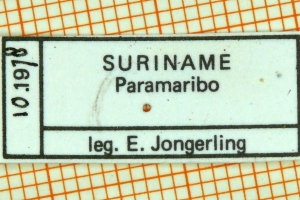 10.1978
SURINAME
Paramaribo
leg. E. Jongerling